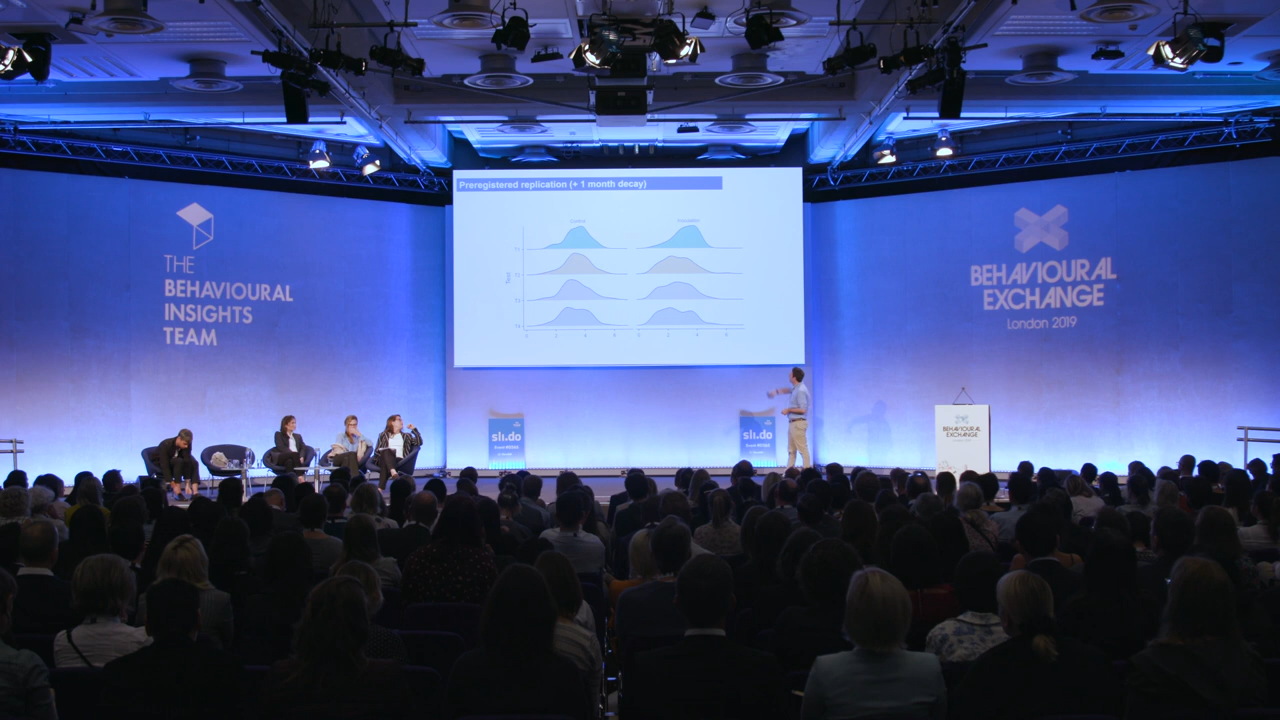 Preregistered replication (+ 1 month decay)
THE
BEHAVIOURAL
INSIGHTS
TEAM
BEHAVIOURAL
EXCHANGE
London 2019
sli.do
sli.do
BEHAVIOURAL
EXCHANGE